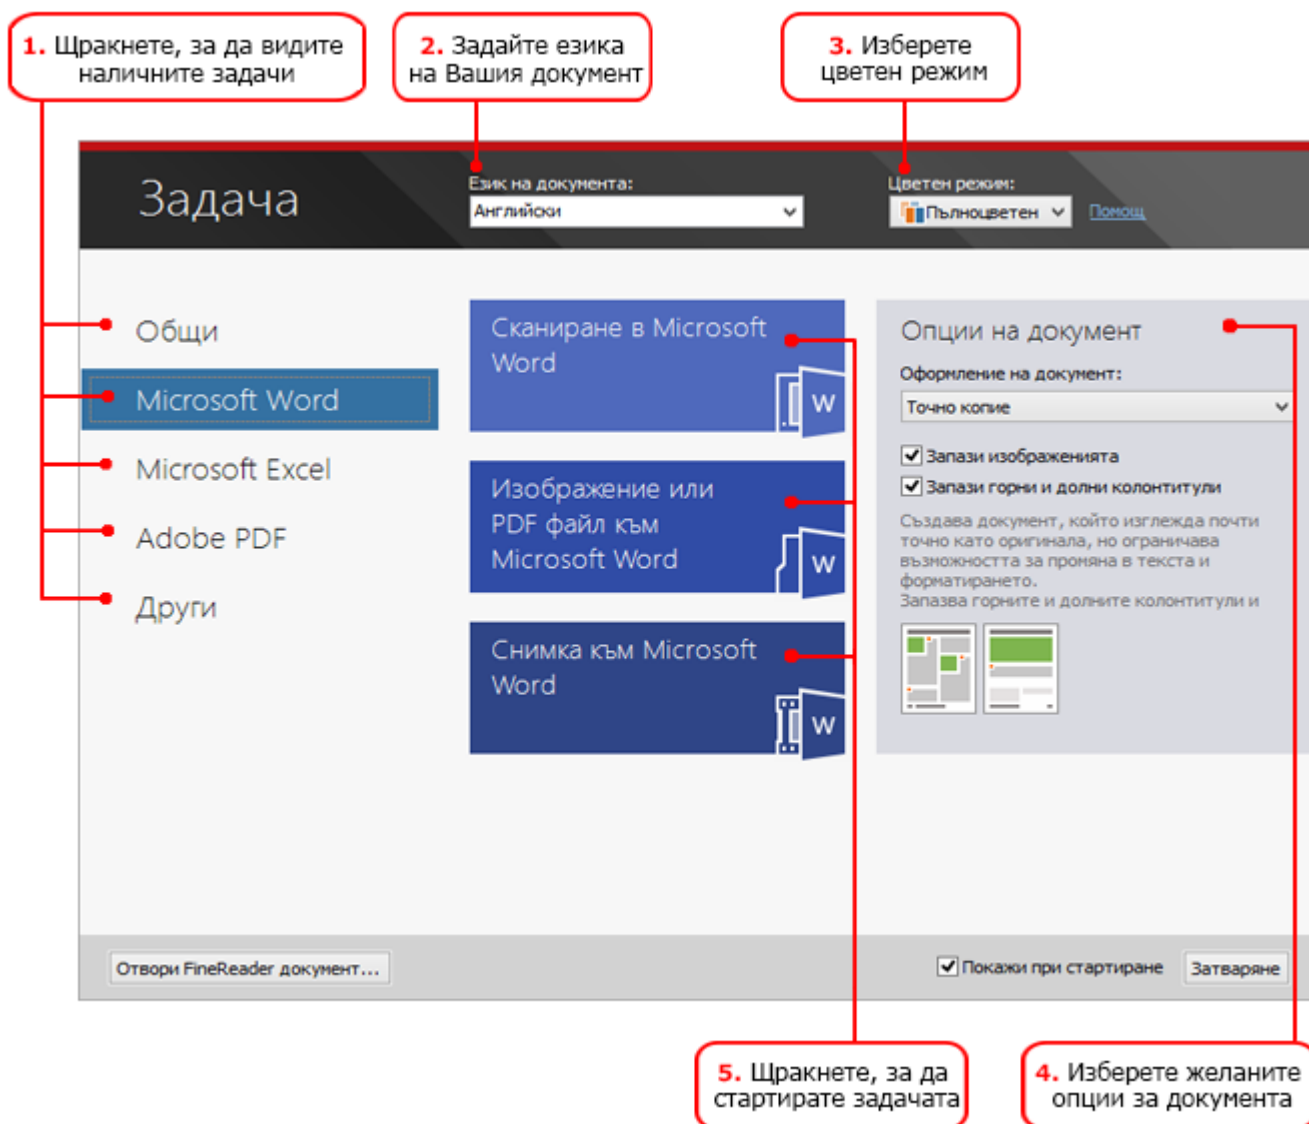 1. Щракнете, за да видите
наличните задачи
2. Задайте езика
на Вашия документ
3. Изберете
цветен режим
Задача
Език на документа:
Английски
Цветен режим:
Пълноцветен
Помощ
Общи
Microsoft Word
Microsoft Excel
Adobe PDF
Други
Сканиране в Microsoft
Word
W
Изображение или
PDF файл към
Microsoft Word
W
Снимка към Microsoft
Word
W
Опции на документ
Оформление на документ:
Точно копие
Запази изображенията
Запази горни и долни колонтитули
Създава документ, който изглежда почти
точно като оригинала, но ограничава
възможността за промяна в текста и
форматирането.
Запазва горните и долните колонтитули и
Отвори FineReader документ...
Покажи при стартиране
Затваряне
5. Щракнете, за да
стартирате задачата
4. Изберете желаните
опции за документа